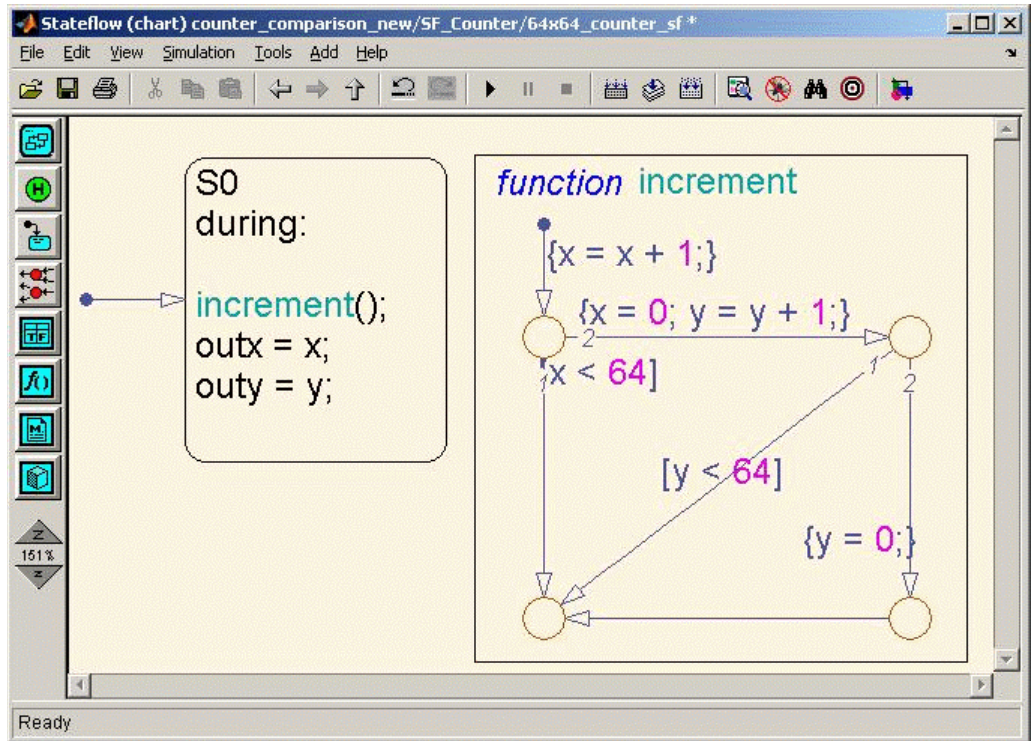 Stateflow (chart) counter_comparison_new/SF_Counter/64x64_counter_sf *
File Edit View Simulation Tools Add Help
S0
during:
increment();
outx = x;
outy = y;
function increment
{x = x + 1;}
{x = 0; y = y + 1;}
2
1
x < 64]
1
2
[y < 64]
{y = 0;}
H
TF
f()
M
Z
151%
Z
Ready